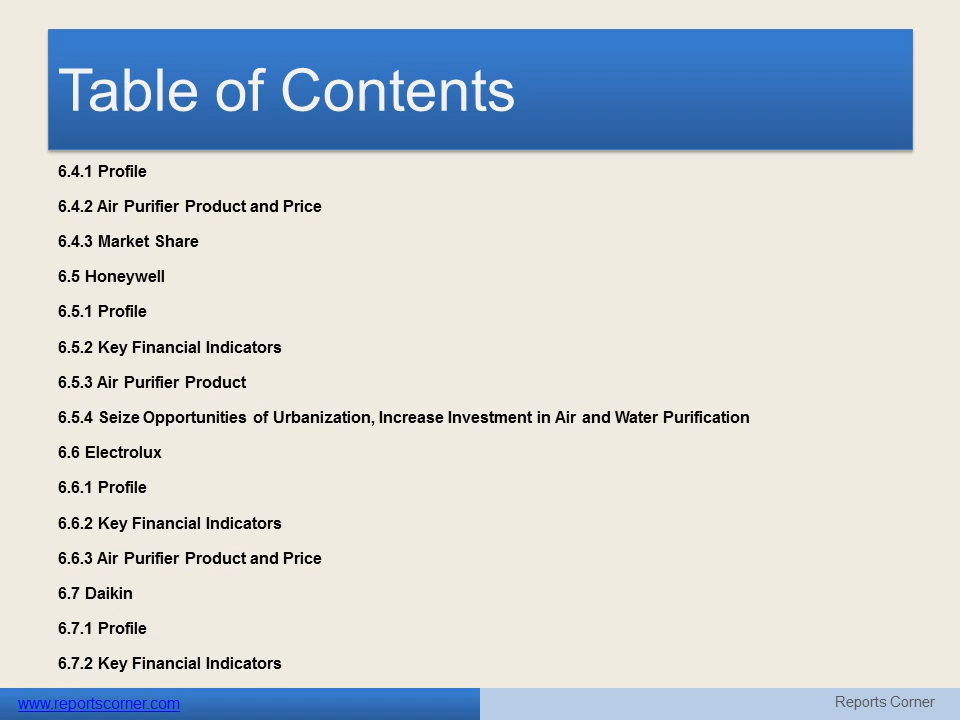 Table of Contents
6.4.1 Profile
6.4.2 Air Purifier Product and Price
6.4.3 Market Share
6.5 Honeywell
6.5.1 Profile
6.5.2 Key Financial Indicators
6.5.3 Air Purifier Product
6.5.4 Seize Opportunities of Urbanization, Increase Investment in Air and Water Purification
6.6 Electrolux
6.6.1 Profile
6.6.2 Key Financial Indicators
6.6.3 Air Purifier Product and Price
6.7 Daikin
6.7.1 Profile
6.7.2 Key Financial Indicators
www.reportscorner.com
Reports Corner